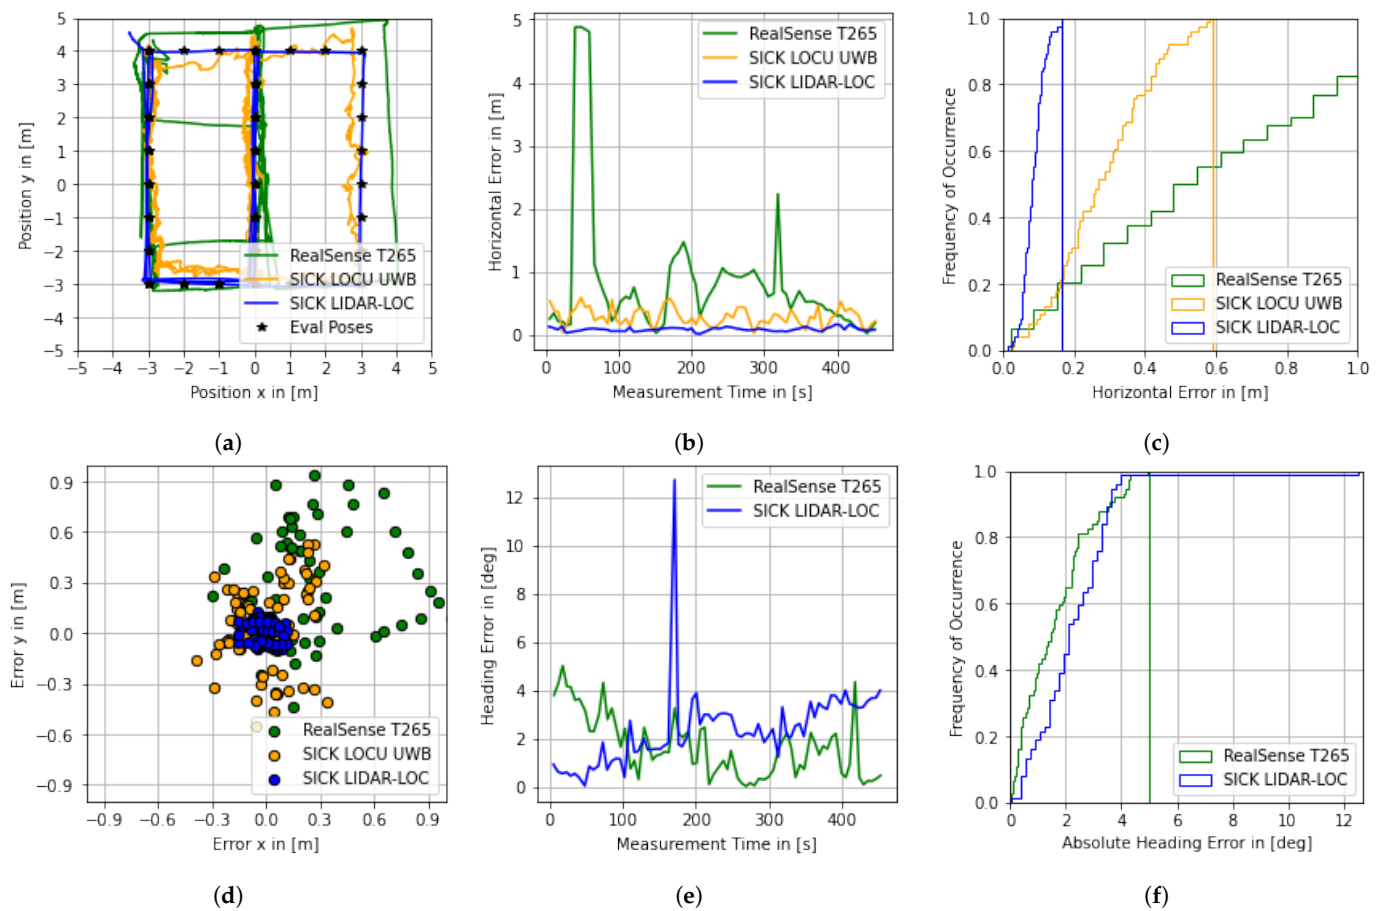 5
4
3
2
1
0
−1
−2
−3
−4
−5
−5 −4 −3 −2 −1 0 1 2 3 4 5
Position y in [m]
Position x in [m]
RealSense T265
SICK LOCU UWB
SICK LIDAR-LOC
Eval Poses
(a)
5
4
3
2
1
0
0 100 200 300 400
Horizontal Error in [m]
Measurement Time in [s]
RealSense T265
SICK LOCU UWB
SICK LIDAR-LOC
(b)
1.0
0.8
0.6
0.4
0.2
0.0
0.0 0.2 0.4 0.6 0.8 1.0
Frequency of Occurrence
Horizontal Error in [m]
RealSense T265
SICK LOCU UWB
SICK LIDAR-LOC
(c)
0.9
0.6
0.3
0.0
−0.3
−0.6
−0.9
−0.9 −0.6 −0.3 0.0 0.3 0.6 0.9
Error y in [m]
Error x in [m]
RealSense T265
SICK LOCU UWB
SICK LIDAR-LOC
(d)
12
10
8
6
4
2
0
0 100 200 300 400
Heading Error in [deg]
Measurement Time in [s]
RealSense T265
SICK LIDAR-LOC
(e)
1.0
0.8
0.6
0.4
0.2
0.0
0 2 4 6 8 10 12
Frequency of Occurrence
Absolute Heading Error in [deg]
RealSense T265
SICK LIDAR-LOC
(f)